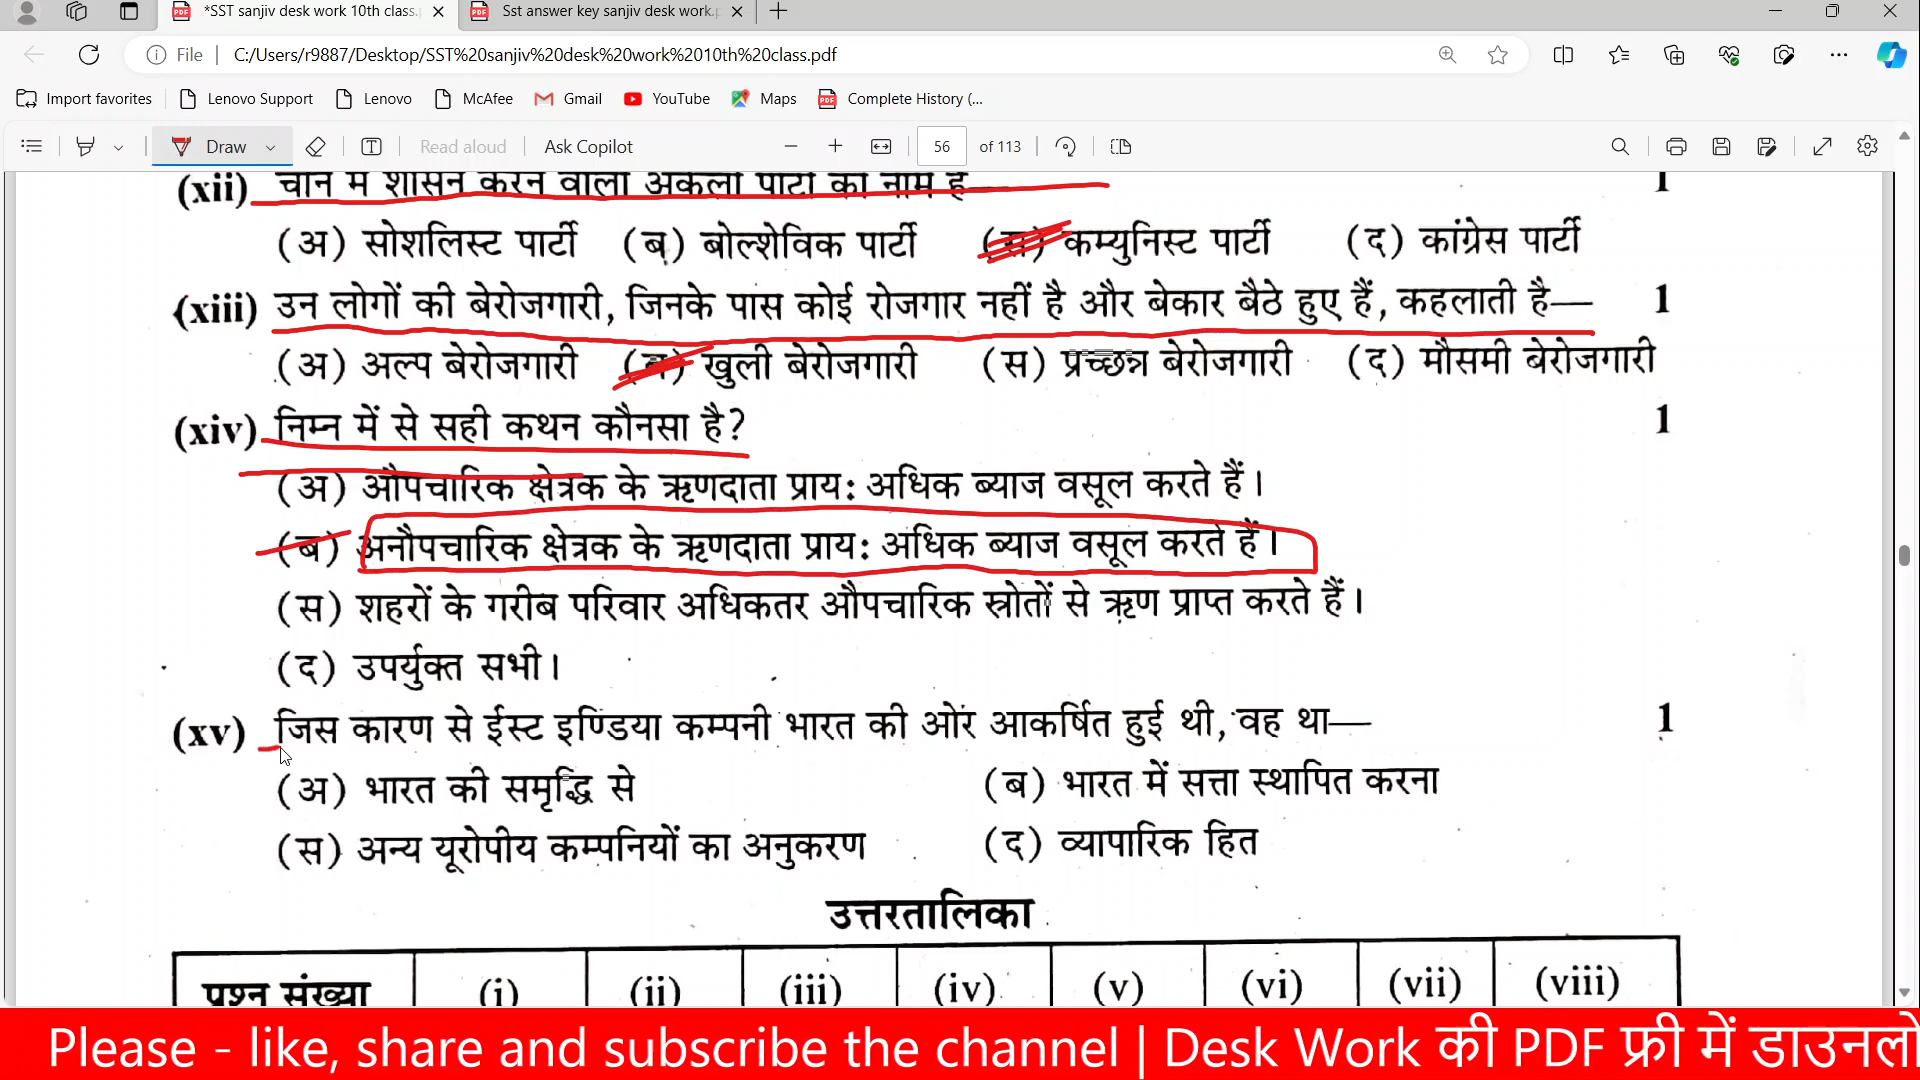 *SST sanjiv desk work 10th class.
Sst answer key sanjiv desk work.p
File C:/Users/r9887/Desktop/SST%20sanjiv%20desk%20work%2010th%20class.pdf
Import favorites Lenovo Support Lenovo McAfee Gmail YouTube Maps Complete History (...
Draw Read aloud Ask Copilot 56 of 113
(xii) चीन में शासन करने वाली अकेली पार्टी का नाम है— 1
(अ) सोशलिस्ट पार्टी (ब) बोल्शेविक पार्टी (स) कम्युनिस्ट पार्टी (द) कांग्रेस पार्टी
(xiii) उन लोगों की बेरोजगारी, जिनके पास कोई रोजगार नहीं है और बेकार बैठे हुए हैं, कहलाती है— 1
(अ) अल्प बेरोजगारी (ब) खुली बेरोजगारी (स) प्रच्छन्न बेरोजगारी (द) मौसमी बेरोजगारी
(xiv) निम्न में से सही कथन कौनसा है? 1
(अ) औपचारिक क्षेत्रक के ऋणदाता प्राय: अधिक ब्याज वसूल करते हैं।
(ब) अनौपचारिक क्षेत्रक के ऋणदाता प्राय: अधिक ब्याज वसूल करते हैं।
(स) शहरों के गरीब परिवार अधिकतर औपचारिक स्रोतों से ऋण प्राप्त करते हैं।
(द) उपर्युक्त सभी।
(xv) जिस कारण से ईस्ट इण्डिया कम्पनी भारत की ओर आकर्षित हुई थी, वह था— 1
(अ) भारत की समृद्धि से (ब) भारत में सत्ता स्थापित करना
(स) अन्य यूरोपीय कम्पनियों का अनुकरण (द) व्यापारिक हित
उत्तरतालिका
प्रश्न संख्या (i) (ii) (iii) (iv) (v) (vi) (vii) (viii)
Please - like, share and subscribe the channel | Desk Work की PDF फ्री में डाउनलो